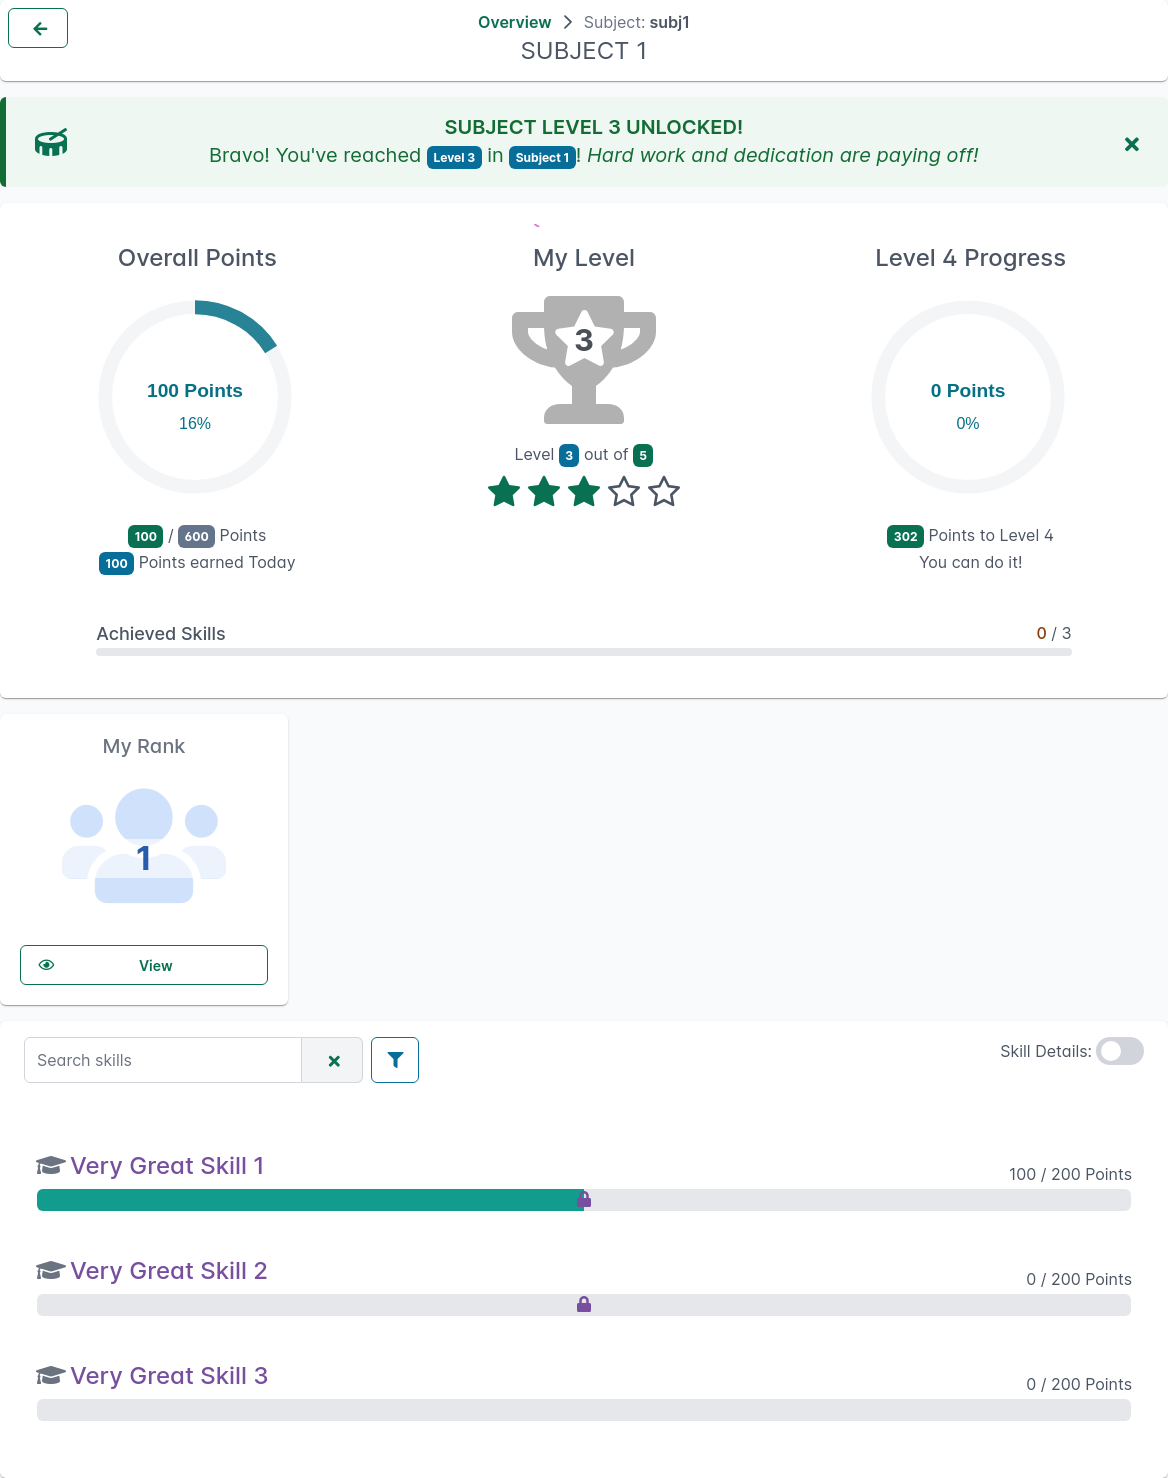 Overview > Subject: subj1
SUBJECT 1
SUBJECT LEVEL 3 UNLOCKED!
Bravo! You've reached Level 3 in Subject 1! Hard work and dedication are paying off!
Overall Points
100 Points
16%
100 / 600 Points
100 Points earned Today
My Level
3
Level 3 out of 5
Level 4 Progress
0 Points
0%
302 Points to Level 4
You can do it!
Achieved Skills
0 / 3
My Rank
1
View
Search skills
Skill Details:
Very Great Skill 1
100 / 200 Points
Very Great Skill 2
0 / 200 Points
Very Great Skill 3
0 / 200 Points